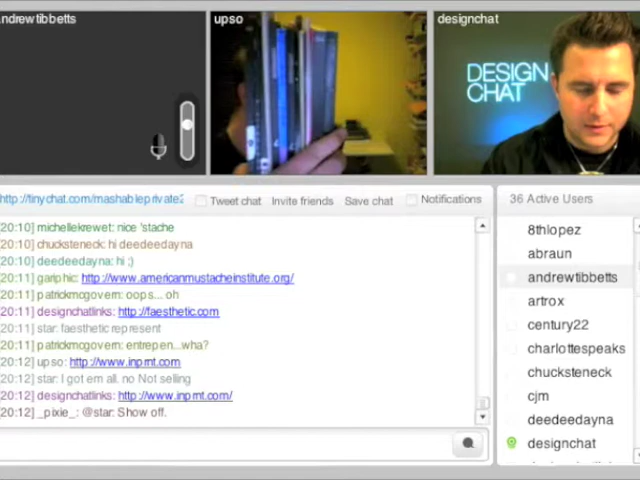 andrewtibbetts
upso
designchat
DESIGN
CHAT
http://tinychat.com/mashableprivate2
Tweet chat
Invite friends
Save chat
Notifications
36 Active Users
[20:10] michellekrewet: nice 'stache
[20:10] chucksteneck: hi deedeedayna
[20:10] deedeedayna: hi ;)
[20:11] gariphic: http://www.americanmustacheinstitute.org/
[20:11] patrickmcgovern: oops... oh
[20:11] designchatlinks: http://faesthetic.com
[20:11] star: faesthetic represent
[20:11] patrickmcgovern: entrepen...wha?
[20:12] upso: http://www.inprnt.com
[20:12] star: I got em all. no Not selling
[20:12] designchatlinks: http://www.inprnt.com/
[20:12] _pixie_: @star: Show off.
8thlopez
abraun
andrewtibbetts
artrox
century22
charlottespeaks
chucksteneck
cjm
deedeedayna
designchat